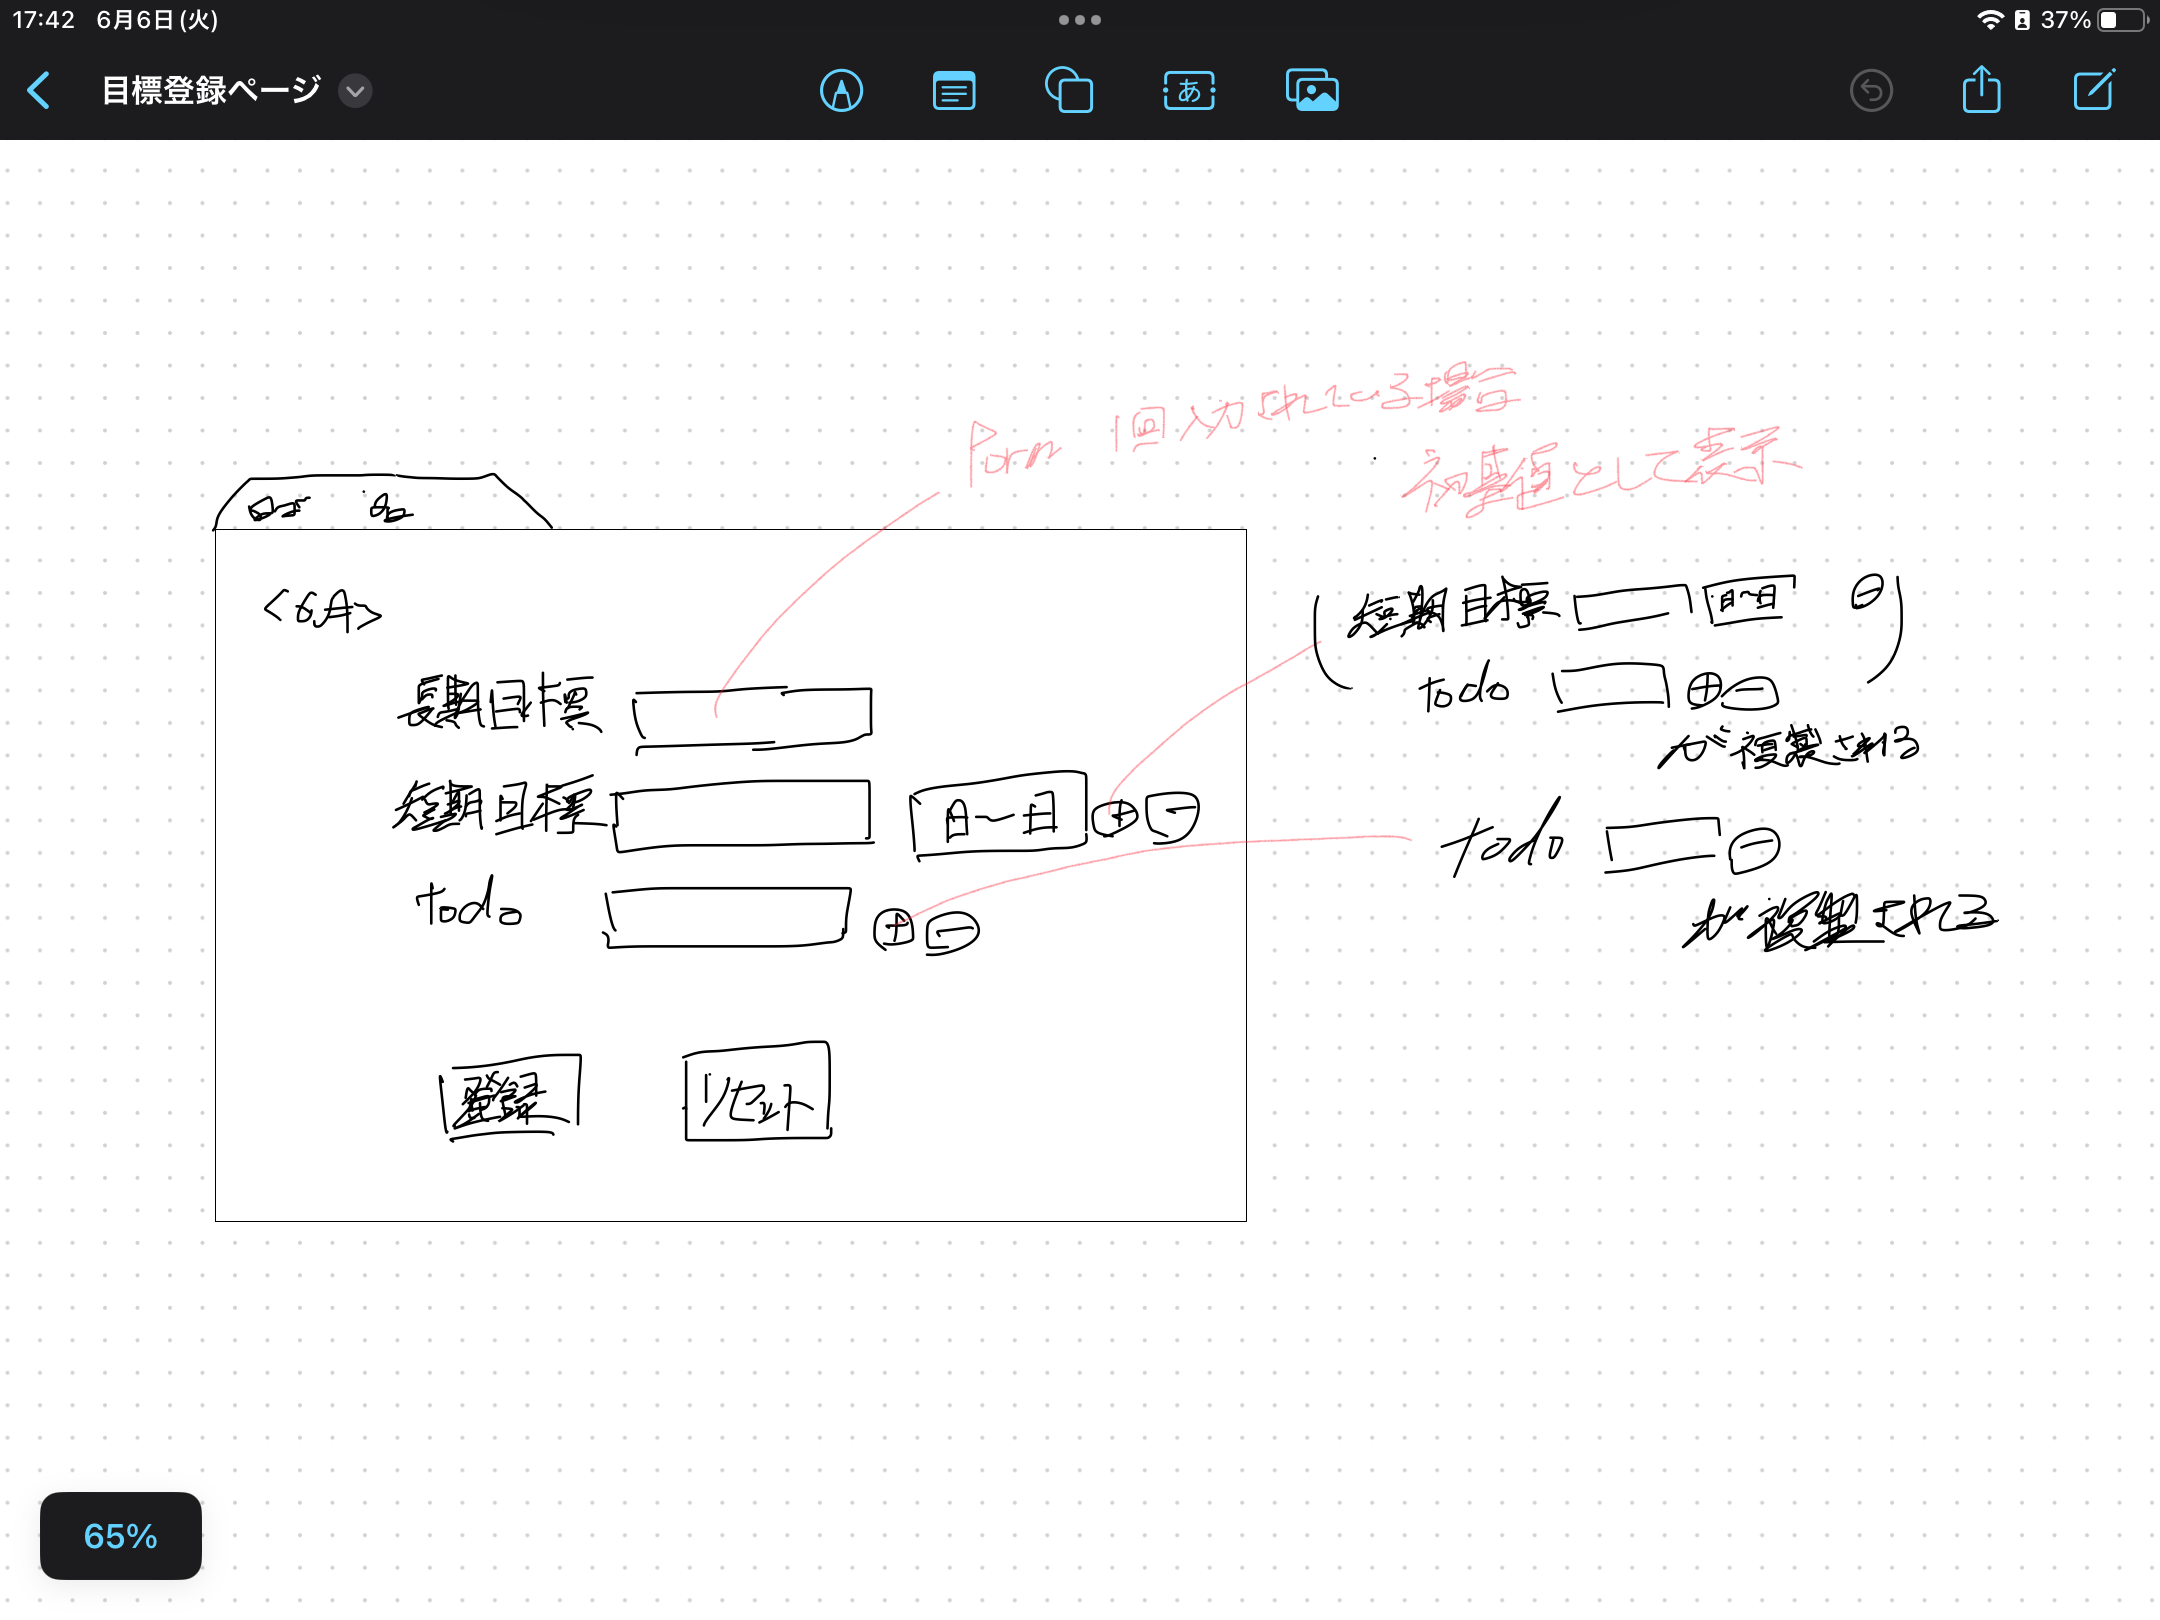 17:42 6月6日(火)
37%
目標登録ページ
あ
Form 1回入力されている場合
初期値として表示
<6月>
長期目標
短期目標 日〜日 + -
todo + -
登録 リセット
(短期目標 日〜日 -)
todo + -
が複製される
todo -
が複製される
65%